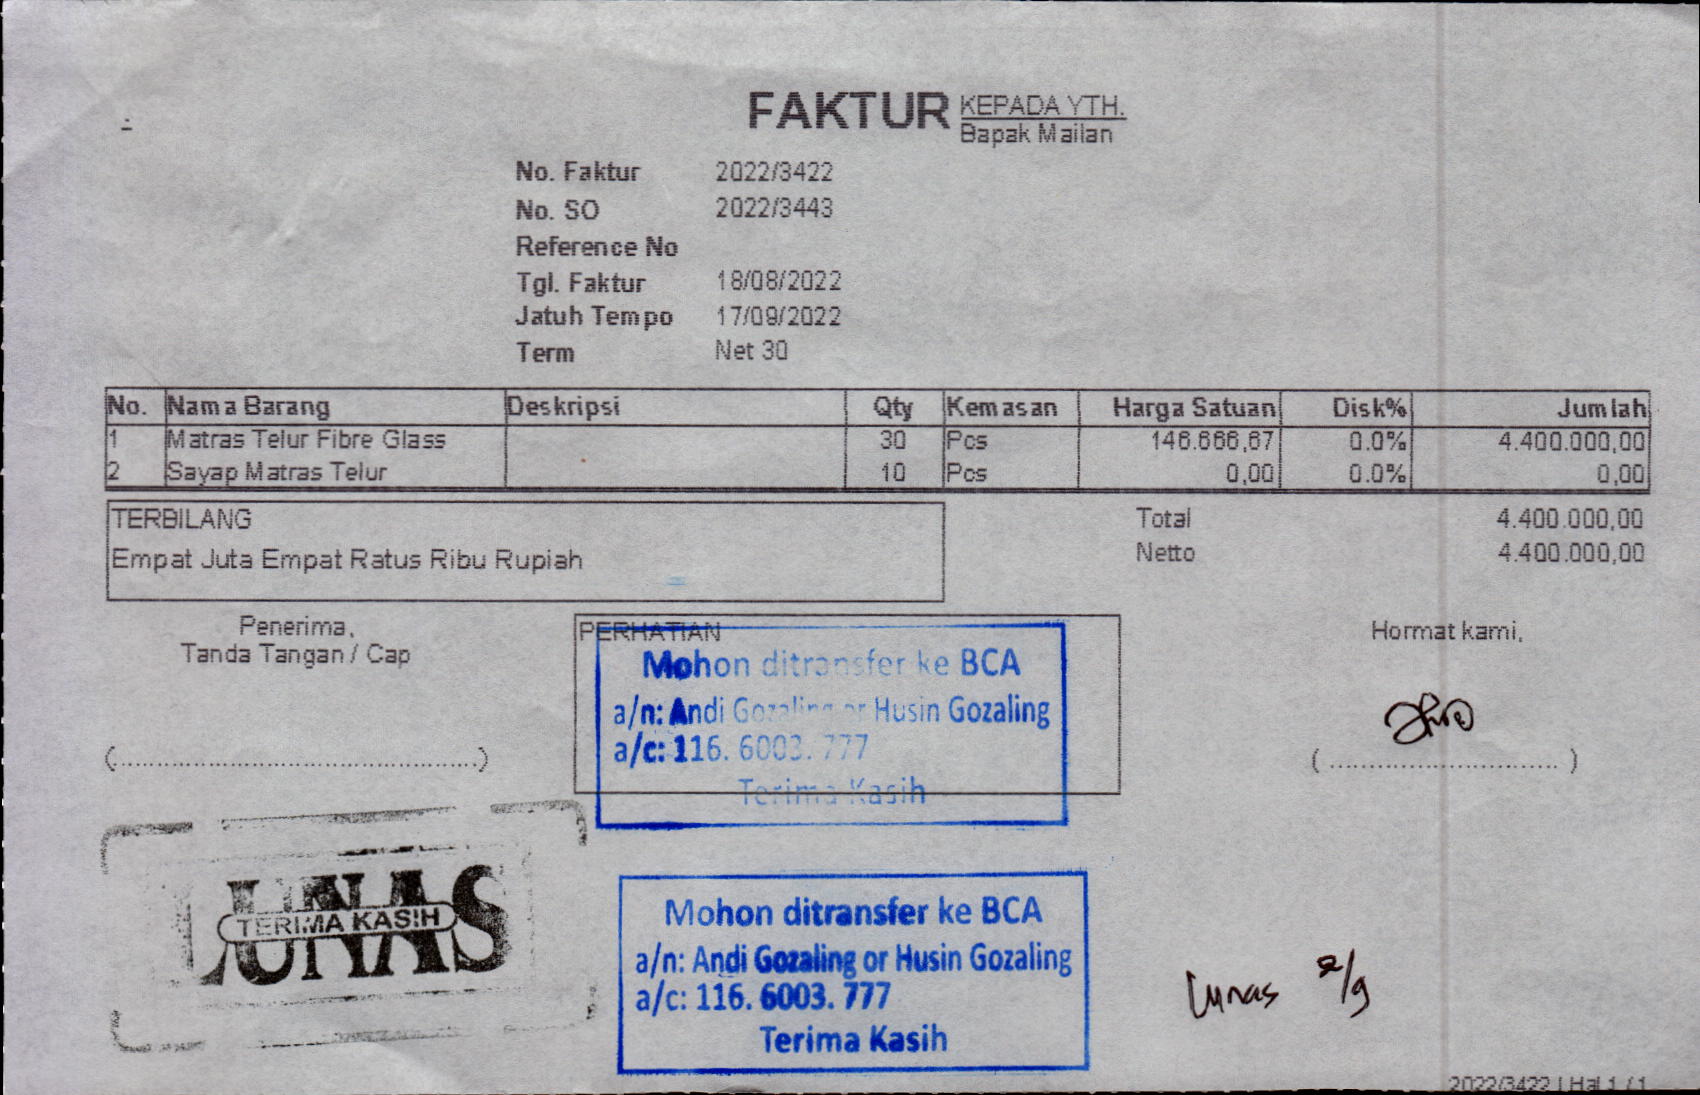 FAKTUR
KEPADA YTH.
Bapak Mailan
No. Faktur 2022/3422
No. SO 2022/3443
Reference No
Tgl. Faktur 18/08/2022
Jatuh Tempo 17/09/2022
Term Net 30
No. Nama Barang Deskripsi Qty Kemasan Harga Satuan Disk% Jumlah
1 Matras Telur Fibre Glass 30 Pcs 146.666,67 0.0% 4.400.000,00
2 Sayap Matras Telur 10 Pcs 0,00 0.0% 0,00
TERBILANG
Empat Juta Empat Ratus Ribu Rupiah
Total 4.400.000,00
Netto 4.400.000,00
Penerima,
Tanda Tangan / Cap
(...............................................)
PERHATIAN
Mohon ditransfer ke BCA
a/n: Andi Gozaling or Husin Gozaling
a/c: 116. 6003. 777
Terima Kasih
Hormat kami,
(..............................)
LUNAS
TERIMA KASIH
Mohon ditransfer ke BCA
a/n: Andi Gozaling or Husin Gozaling
a/c: 116. 6003. 777
Terima Kasih
Lunas 2/9
2022/3422 | Hal 1 / 1